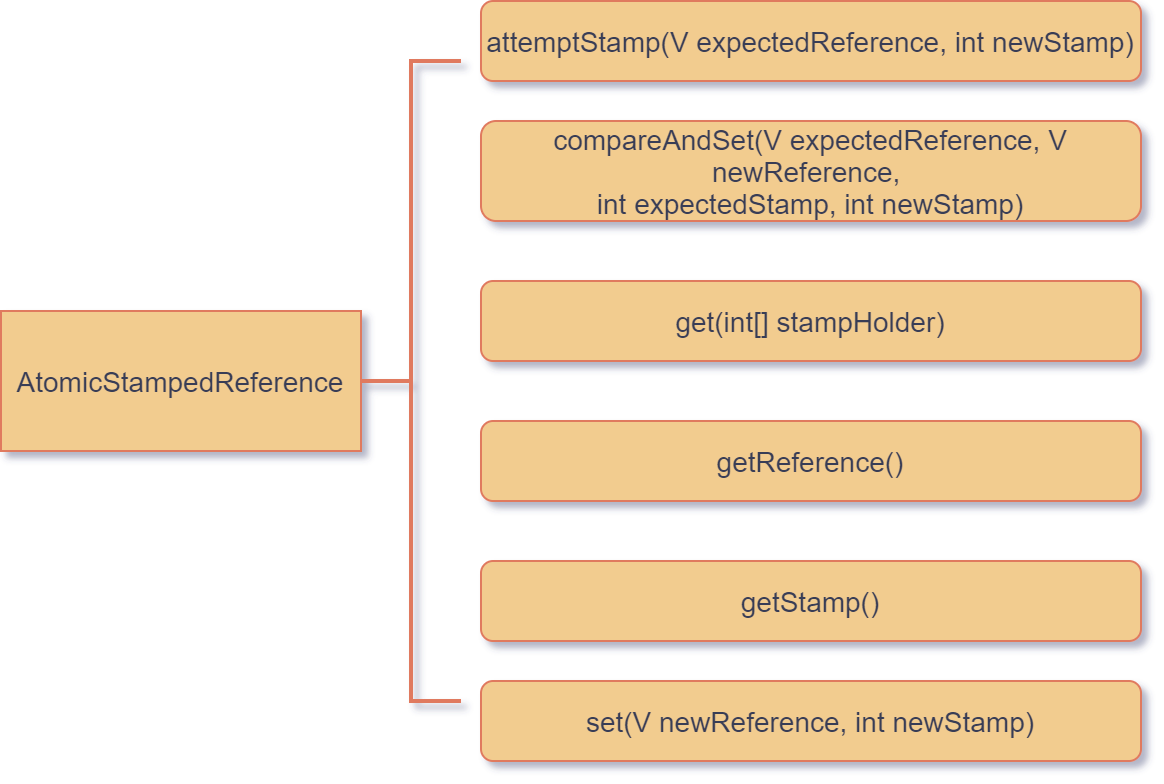 attemptStamp(V expectedReference, int newStamp)
compareAndSet(V expectedReference, V
newReference,
int expectedStamp, int newStamp)
get(int[] stampHolder)
AtomicStampedReference
getReference()
getStamp()
set(V newReference, int newStamp)